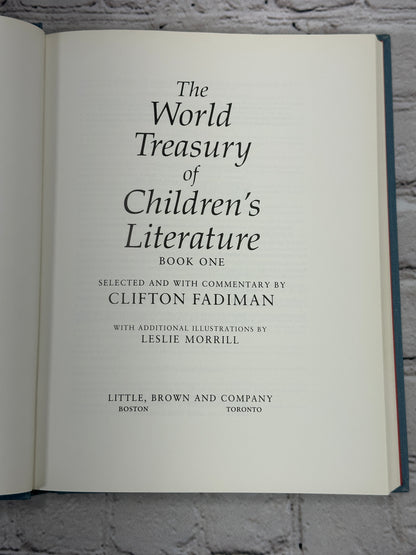 The
World
Treasury
of
Children's
Literature
BOOK ONE
SELECTED AND WITH COMMENTARY BY
CLIFTON FADIMAN
WITH ADDITIONAL ILLUSTRATIONS BY
LESLIE MORRILL
LITTLE, BROWN AND COMPANY
BOSTON TORONTO